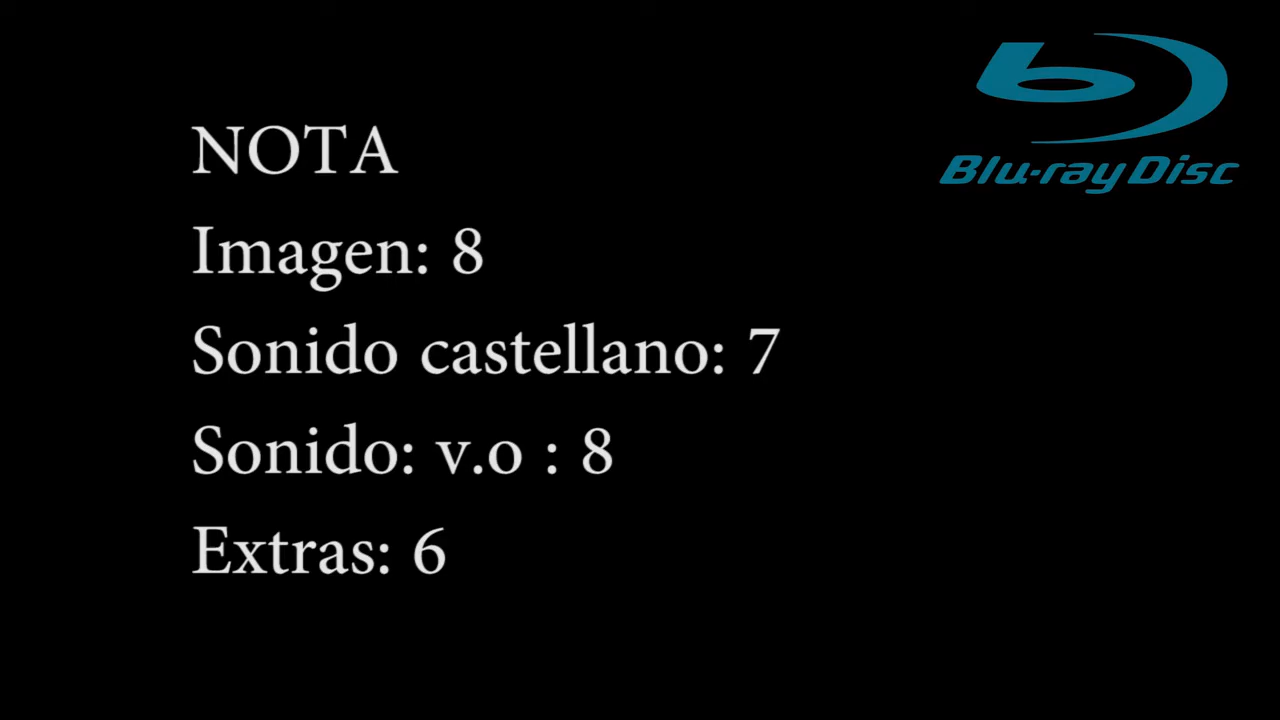 Blu-ray Disc
NOTA
Imagen: 8
Sonido castellano: 7
Sonido: v.o : 8
Extras: 6